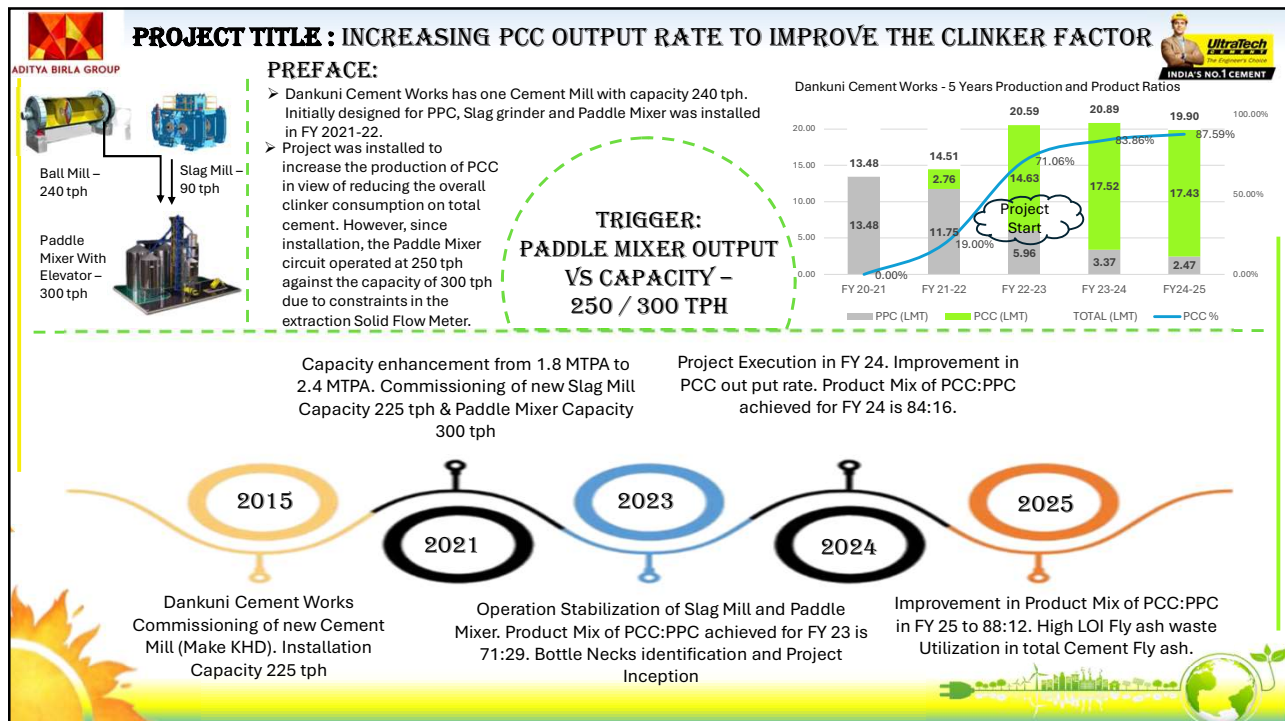 PROJECT TITLE : INCREASING PCC OUTPUT RATE TO IMPROVE THE CLINKER FACTOR
ADITYA BIRLA GROUP
UltraTech
CEMENT
The Engineer's Choice
INDIA'S NO.1 CEMENT
PREFACE:
➢ Dankuni Cement Works has one Cement Mill with capacity 240 tph.
Initially designed for PPC, Slag grinder and Paddle Mixer was installed
in FY 2021-22.
➢ Project was installed to
increase the production of PCC
in view of reducing the overall
clinker consumption on total
cement. However, since
installation, the Paddle Mixer
circuit operated at 250 tph
against the capacity of 300 tph
due to constraints in the
extraction Solid Flow Meter.
Ball Mill –
240 tph
Slag Mill –
90 tph
Paddle
Mixer With
Elevator –
300 tph
TRIGGER:
PADDLE MIXER OUTPUT
VS CAPACITY –
250 / 300 TPH
Dankuni Cement Works - 5 Years Production and Product Ratios
20.59 20.89 19.90
20.00 15.00 10.00 5.00 0.00
100.00% 50.00% 0.00%
13.48 14.51
2.76 14.63 17.52 17.43
13.48 11.75 5.96 3.37 2.47
0.00% 19.00% 71.06% 83.86% 87.59%
Project
Start
FY 20-21 FY 21-22 FY 22-23 FY 23-24 FY24-25
PPC (LMT) PCC (LMT) TOTAL (LMT) PCC %
Capacity enhancement from 1.8 MTPA to
2.4 MTPA. Commissioning of new Slag Mill
Capacity 225 tph & Paddle Mixer Capacity
300 tph
Project Execution in FY 24. Improvement in
PCC out put rate. Product Mix of PCC:PPC
achieved for FY 24 is 84:16.
2015
2021
2023
2024
2025
Dankuni Cement Works
Commissioning of new Cement
Mill (Make KHD). Installation
Capacity 225 tph
Operation Stabilization of Slag Mill and Paddle
Mixer. Product Mix of PCC:PPC achieved for FY 23 is
71:29. Bottle Necks identification and Project
Inception
Improvement in Product Mix of PCC:PPC
in FY 25 to 88:12. High LOI Fly ash waste
Utilization in total Cement Fly ash.